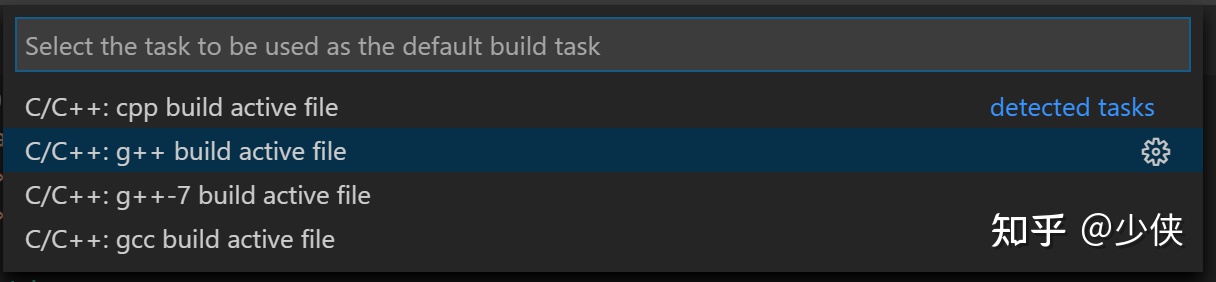 Select the task to be used as the default build task
C/C++: cpp build active file detected tasks
C/C++: g++ build active file
C/C++: g++-7 build active file
C/C++: gcc build active file
知乎 @少侠